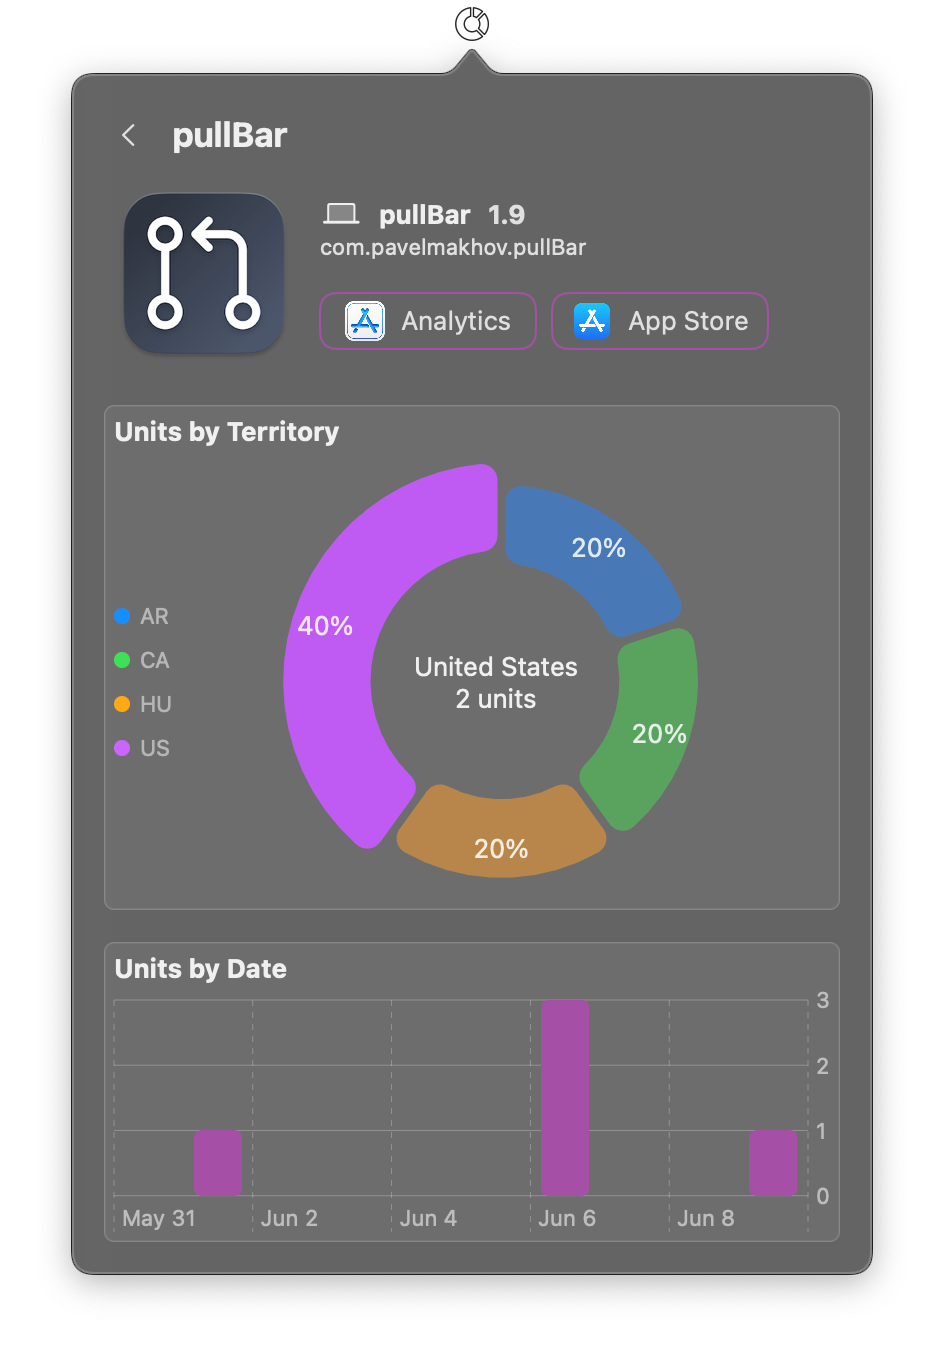 pullBar
pullBar 1.9
com.pavelmakhov.pullBar
Analytics
App Store
Units by Territory
20%
40%
AR
CA
HU
US
United States
2 units
20%
20%
Units by Date
3
2
1
0
May 31
Jun 2
Jun 4
Jun 6
Jun 8